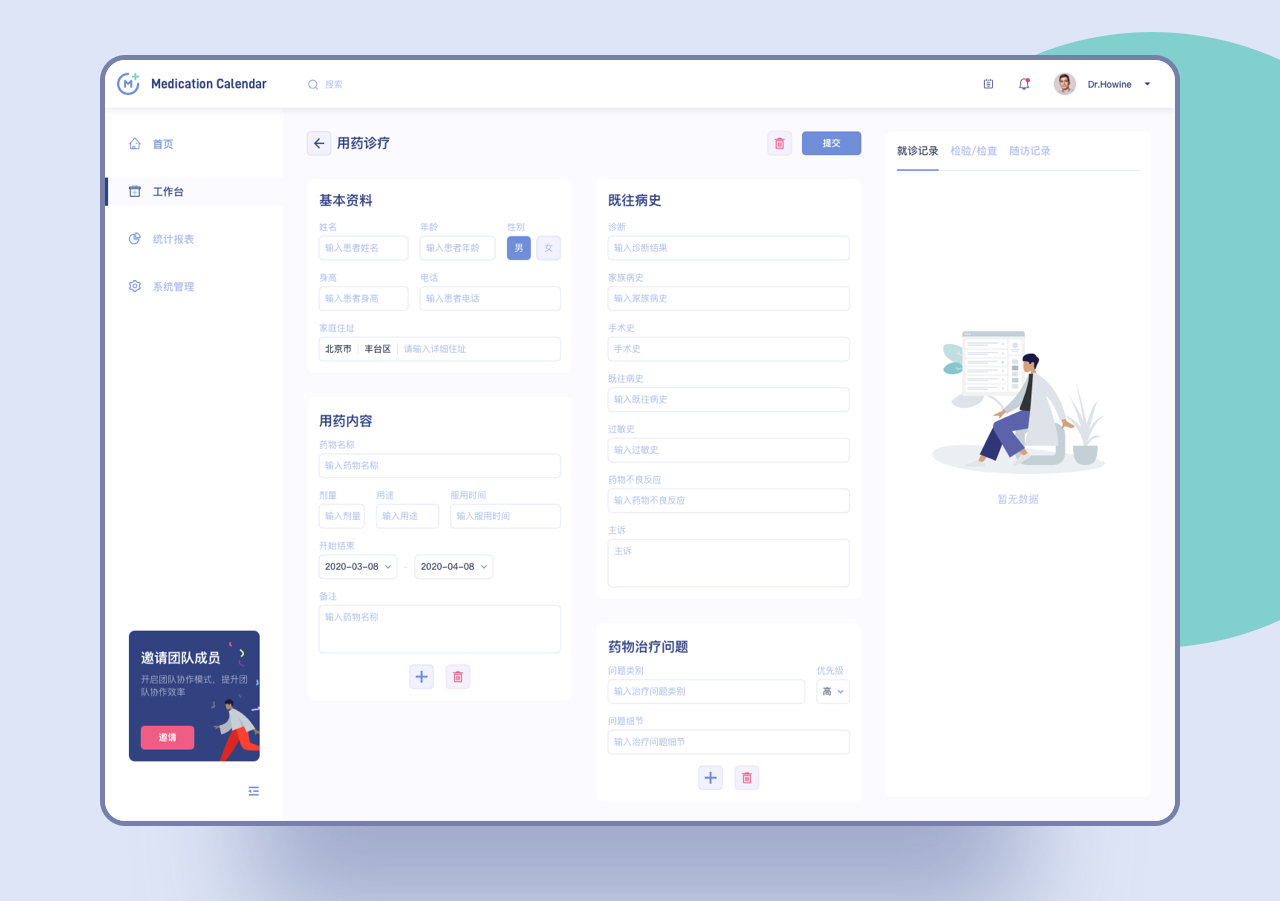 Medication Calendar
搜索
Dr.Howine
首页
工作台
统计报表
系统管理
邀请团队成员
开启团队协作模式，提升团
队协作效率
邀请
用药诊疗
提交
基本资料
姓名 年龄 性别
输入患者姓名 输入患者年龄 男 女
身高 电话
输入患者身高 输入患者电话
家庭住址
北京市 丰台区 请输入详细住址
用药内容
药物名称
输入药物名称
剂量 用途 服用时间
输入剂量 输入用途 输入服用时间
开始结束
2020-03-08 - 2020-04-08
备注
输入药物名称
既往病史
诊断
输入诊断结果
家族病史
输入家族病史
手术史
手术史
既往病史
输入既往病史
过敏史
输入过敏史
药物不良反应
输入药物不良反应
主诉
主诉
药物治疗问题
问题类别 优先级
输入治疗问题类别 高
问题细节
输入治疗问题细节
就诊记录 检验/检查 随访记录
暂无数据